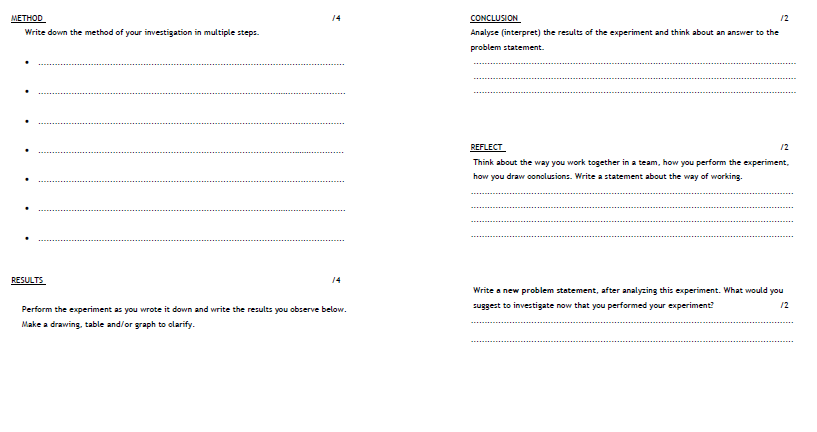 METHOD /4
Write down the method of your investigation in multiple steps.
• ................................................................
• ................................................................
• ................................................................
• ................................................................
• ................................................................
• ................................................................
• ................................................................
RESULTS /4
Perform the experiment as you wrote it down and write the results you observe below.
Make a drawing, table and/or graph to clarify.
CONCLUSION /2
Analyse (interpret) the results of the experiment and think about an answer to the
problem statement.
................................................................
................................................................
................................................................
REFLECT /2
Think about the way you work together in a team, how you perform the experiment,
how you draw conclusions. Write a statement about the way of working.
................................................................
................................................................
................................................................
................................................................
Write a new problem statement, after analyzing this experiment. What would you
suggest to investigate now that you performed your experiment? /2
................................................................
................................................................